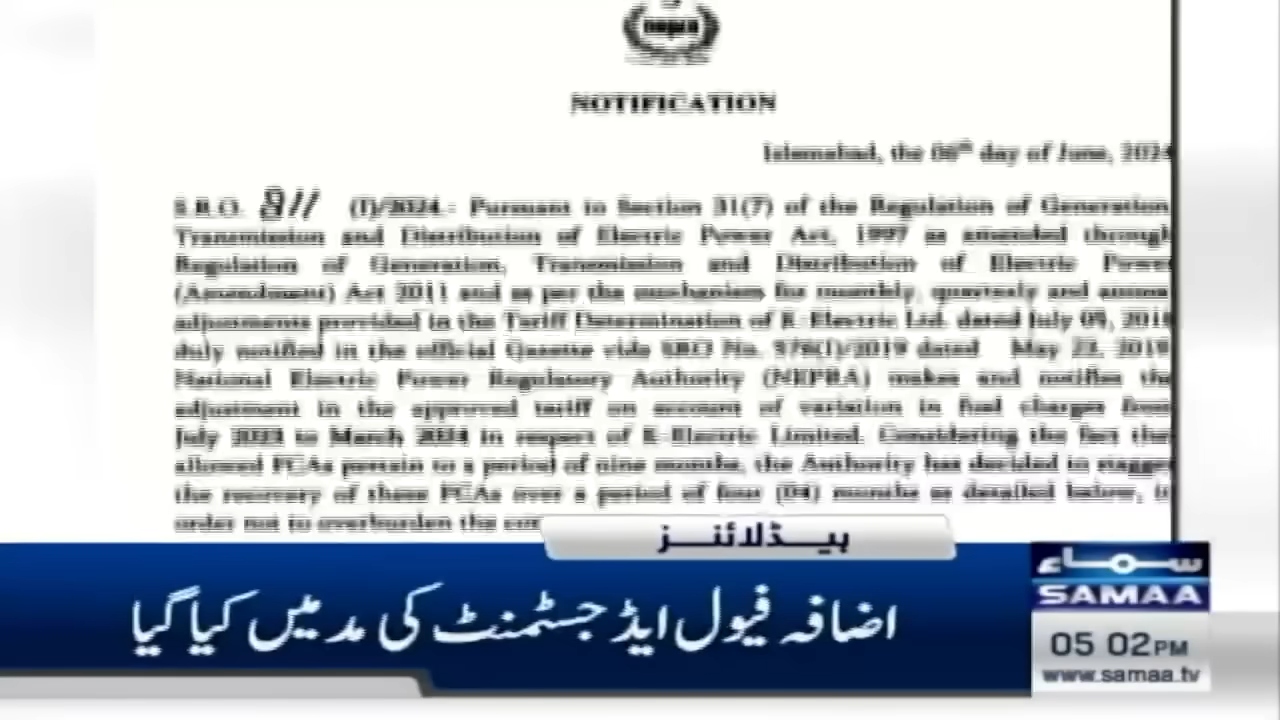 NOTIFICATION
Islamabad, the 06th day of June, 2024
S.R.O. 811 (I)/2024.- Pursuant to Section 31(7) of the Regulation of Generation
Transmission and Distribution of Electric Power Act, 1997 as amended through
Regulation of Generation, Transmission and Distribution of Electric Power
(Amendment) Act 2011 and as per the mechanism for monthly, quarterly and
adjustments provided in the Tariff Determination of K-Electric Ltd. dated July 05, 2018
duly notified in the official Gazette vide SRO No. 576(I)/2019 dated May 22, 2019
National Electric Power Regulatory Authority (NEPRA) makes and notifies the
adjustment in the approved tariff on account of variation in fuel charges from
July 2023 to March 2024 in respect of K-Electric Limited. Considering the fact
allowed FCAs pertain to a period of nine months, the Authority has decided to
the recovery of these FCAs over a period of four (04) months as detailed below,
order not to overburden the
ہیڈلائنز
اضافہ فیول ایڈجسٹمنٹ کی مد میں کیا گیا
سماء
SAMAA
05 02 PM
www.samaa.tv